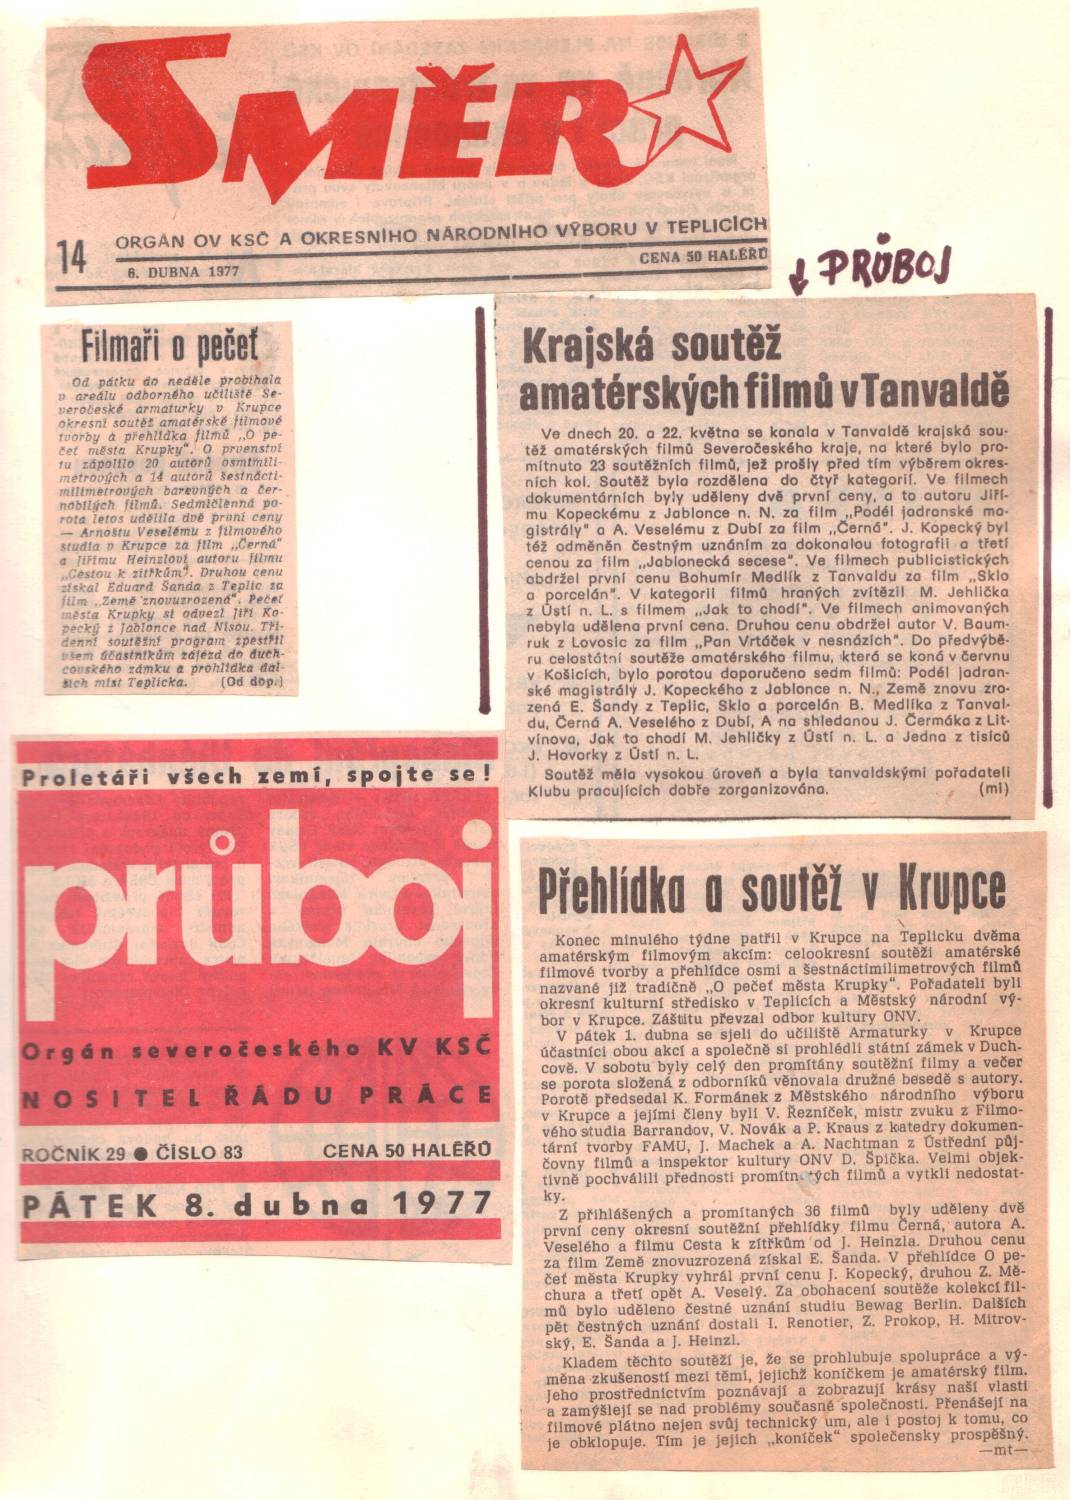 SMĚR
14
ORGÁN OV KSČ A OKRESNÍHO NÁRODNÍHO VÝBORU V TEPLICÍCH
6. DUBNA 1977
CENA 50 HALÉŘŮ
PRŮBOJ
Filmaři o pečeť
Od pátku do neděle probíhala
v areálu odborného učiliště Se-
veročeské armaturky v Krupce
okresní soutěž amatérské filmové
tvorby a přehlídka filmů „O pe-
čeť města Krupky". O prvenství
tu zápolilo 20 autorů osmimili-
metrových a 14 autorů šestnácti-
milimetrových barevných a čer-
nobílých filmů. Sedmičlenná po-
rota letos udělila dvě první ceny
— Arnoštu Veselému z filmového
studia v Krupce za film „Černá"
a Jiřímu Heinzlovi autoru filmu
„Cestou k zítřkům". Druhou cenu
získal Eduard Šanda z Teplic za
film „Země znovuzrozená". Pečeť
města Krupky si odvezl Jiří Ko-
pecký z Jablonce nad Nisou. Tří-
denní soutěžní program zpestřil
všem účastníkům zájezd do duch-
covského zámku a prohlídka dal-
ších míst Teplicka. (Od dop.)
Krajská soutěž
amatérských filmů v Tanvaldě
Ve dnech 20. a 22. května se konala v Tanvaldě krajská sou-
těž amatérských filmů Severočeského kraje, na které bylo pro-
mítnuto 23 soutěžních filmů, jež prošly před tím výběrem okres-
ních kol. Soutěž byla rozdělena do čtyř kategorií. Ve filmech
dokumentárních byly uděleny dvě první ceny, a to autoru Jiří-
mu Kopeckému z Jablonce n. N. za film „Podél jadranské ma-
gistrály" a A. Veselému z Dubí za film „Černá". J. Kopecký byl
též odměněn čestným uznáním za dokonalou fotografii a třetí
cenou za film „Jablonecká secese". Ve filmech publicistických
obdržel první cenu Bohumír Medlík z Tanvaldu za film „Sklo
a porcelán". V kategorii filmů hraných zvítězil M. Jehlička
z Ústí n. L. s filmem „Jak to chodí". Ve filmech animovaných
nebyla udělena první cena. Druhou cenu obdržel autor V. Baum-
ruk z Lovosic za film „Pan Vrtáček v nesnázích". Do předvýbě-
ru celostátní soutěže amatérského filmu, která se koná v červnu
v Košicích, bylo porotou doporučeno sedm filmů: Podél jadran-
ské magistrály J. Kopeckého z Jablonce n. N., Země znovu zro-
zená E. Šandy z Teplic, Sklo a porcelán B. Medlíka z Tanval-
du, Černá A. Veselého z Dubí, A na shledanou J. Čermáka z Lit-
vínova, Jak to chodí M. Jehličky z Ústí n. L. a Jedna z tisíců
J. Hovorky z Ústí n. L.
Soutěž měla vysokou úroveň a byla tanvaldskými pořadateli
Klubu pracujících dobře zorganizována. (ml)
Proletáři všech zemí, spojte se!
průboj
Orgán severočeského KV KSČ
NOSITEL ŘÁDU PRÁCE
ROČNÍK 29 ● ČÍSLO 83 CENA 50 HALÉŘŮ
PÁTEK 8. dubna 1977
Přehlídka a soutěž v Krupce
Konec minulého týdne patřil v Krupce na Teplicku dvěma
amatérským filmovým akcím: celookresní soutěži amatérské
filmové tvorby a přehlídce osmi a šestnáctimilimetrových filmů
nazvané již tradičně „O pečeť města Krupky". Pořadateli byli
okresní kulturní středisko v Teplicích a Městský národní vý-
bor v Krupce. Záštitu převzal odbor kultury ONV.
V pátek 1. dubna se sjeli do učiliště Armaturky v Krupce
účastníci obou akcí a společně si prohlédli státní zámek v Duch-
cově. V sobotu byly celý den promítány soutěžní filmy a večer
se porota složená z odborníků věnovala družné besedě s autory.
Porotě předsedal K. Formánek z Městského národního výboru
v Krupce a jejími členy byli V. Řezníček, mistr zvuku z Filmo-
vého studia Barrandov, V. Novák a P. Kraus z katedry dokumen-
tární tvorby FAMU, J. Machek a A. Nachtman z Ústřední půj-
čovny filmů a inspektor kultury ONV D. Špička. Velmi objek-
tivně pochválili přednosti promítnutých filmů a vytkli nedostat-
ky.
Z přihlášených a promítaných 36 filmů byly uděleny dvě
první ceny okresní soutěžní přehlídky filmu Černá, autora A.
Veselého a filmu Cesta k zítřkům od J. Heinzla. Druhou cenu
za film Země znovuzrozená získal E. Šanda. V přehlídce O pe-
čeť města Krupky vyhrál první cenu J. Kopecký, druhou Z. Mě-
chura a třetí opět A. Veselý. Za obohacení soutěže kolekcí fil-
mů bylo uděleno čestné uznání studiu Bewag Berlin. Dalších
pět čestných uznání dostali I. Renotier, Z. Prokop, H. Mitrov-
ský, E. Šanda a J. Heinzl.
Kladem těchto soutěží je, že se prohlubuje spolupráce a vý-
měna zkušeností mezi těmi, jejichž koníčkem je amatérský film.
Jeho prostřednictvím poznávají a zobrazují krásy naší vlasti
a zamýšlejí se nad problémy současné společnosti. Přenášejí na
filmové plátno nejen svůj technický um, ale i postoj k tomu, co
je obklopuje. Tím je jejich „koníček" společensky prospěšný.
—mt—